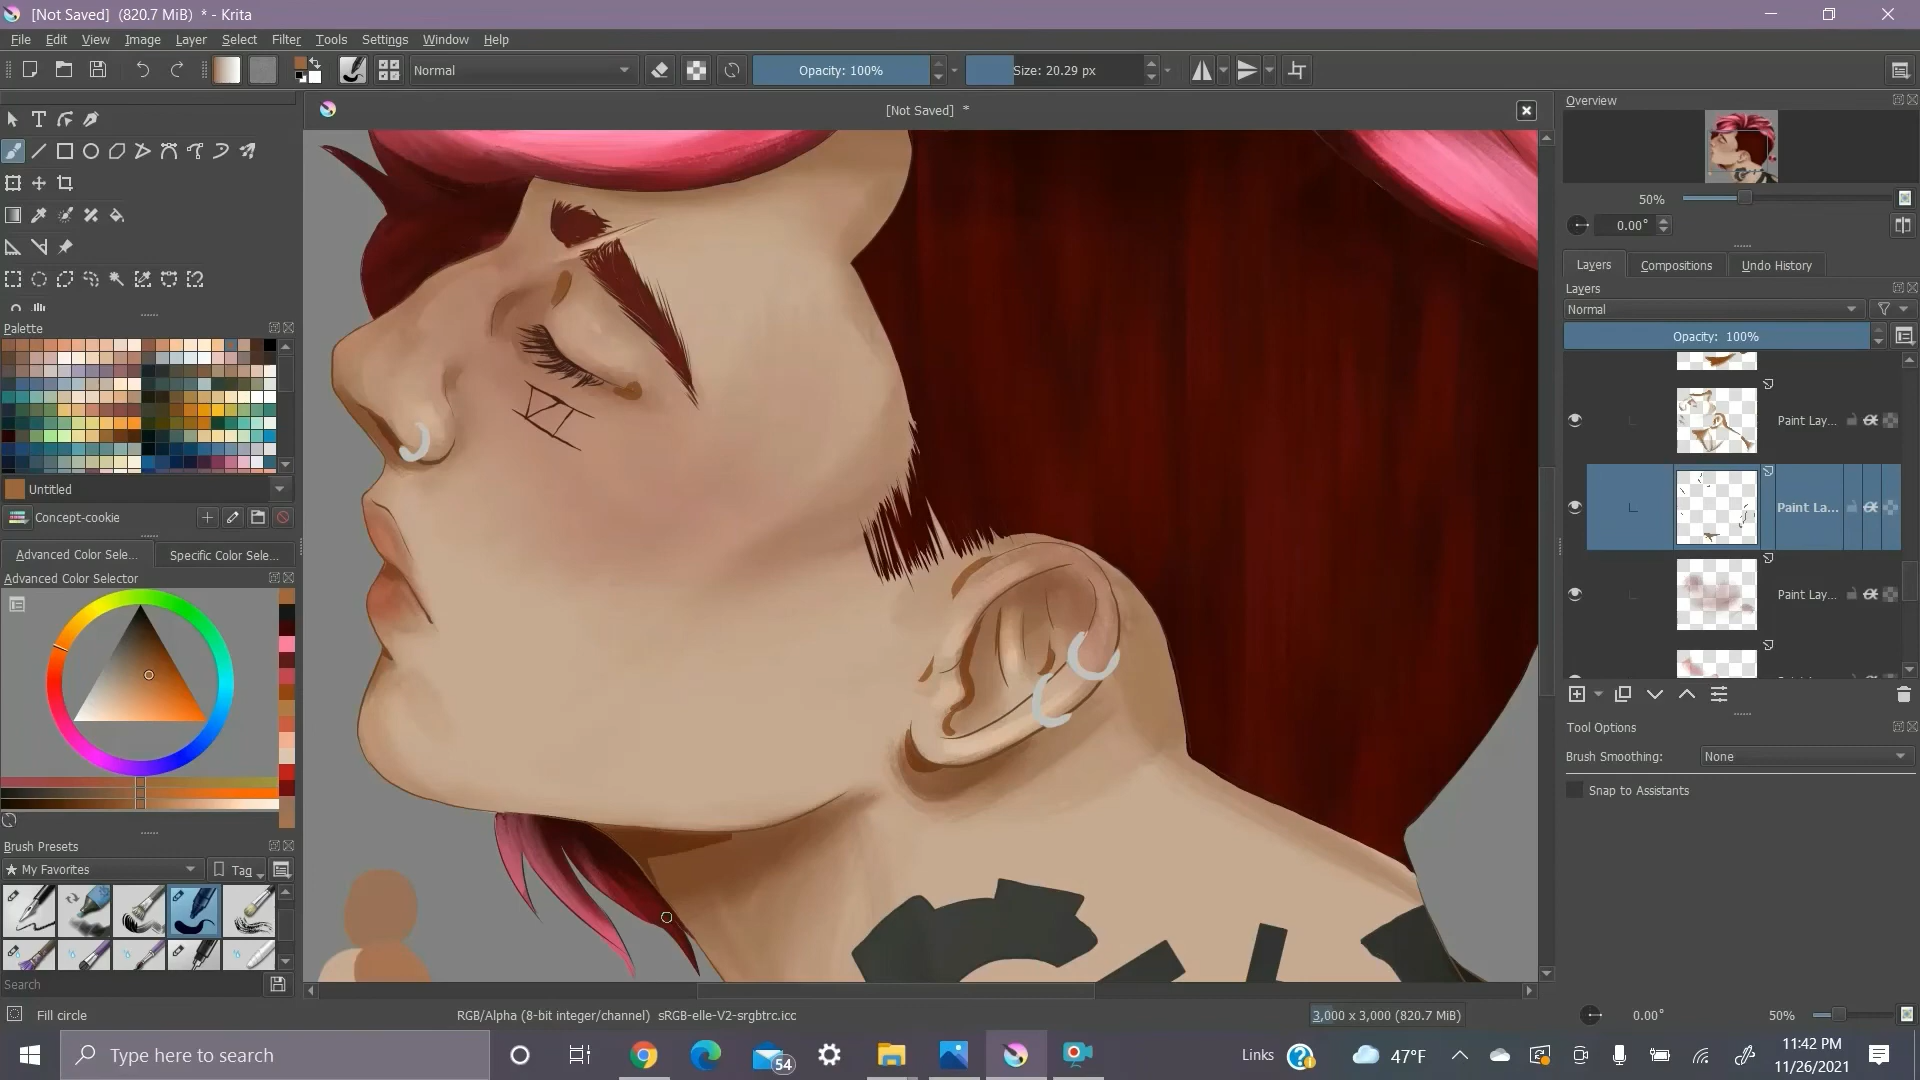 [Not Saved]  (820.7 MiB)  * - Krita
File Edit View Image Layer Select Filter Tools Settings Window Help
Normal
Opacity: 100%
Size: 20.29 px
[Not Saved]  *
Overview
50%
0.00°
Layers Compositions Undo History
Layers
Normal
Opacity:  100%
Paint Lay...
Paint La...
Paint Lay...
Tool Options
Brush Smoothing: None
Snap to Assistants
Palette
Untitled
Concept-cookie
Advanced Color Sele... Specific Color Sele...
Advanced Color Selector
Brush Presets
★ My Favorites
Tag
Search
Fill circle
RGB/Alpha (8-bit integer/channel)  sRGB-elle-V2-srgbtrc.icc
3,000 x 3,000 (820.7 MiB)
0.00°
50%
Type here to search
54
Links
47°F
11:42 PM
11/26/2021